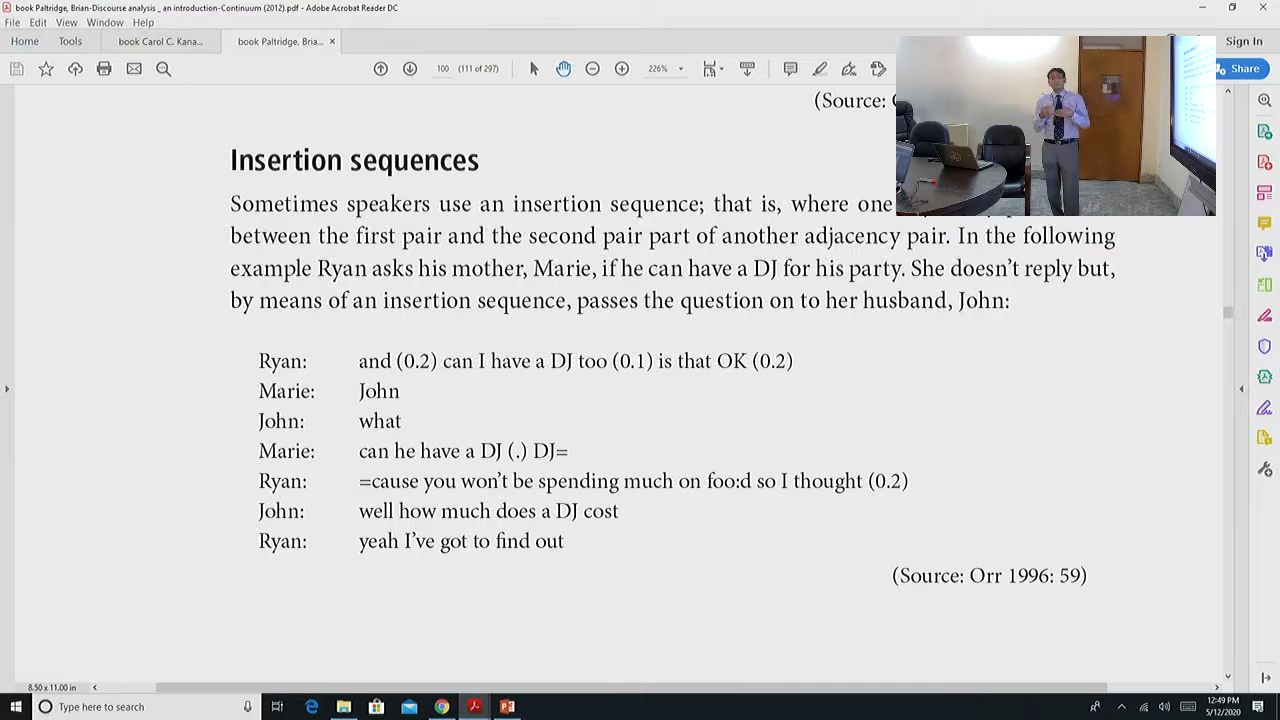 book Paltridge, Brian-Discourse analysis _ an introduction-Continuum (2012).pdf - Adobe Acrobat Reader DC
File Edit View Window Help
Home Tools book Carol C. Kana... book Paltridge, Bria... × Sign In
100 (111 of 297) 226% Share
(Source:
Insertion sequences
Sometimes speakers use an insertion sequence; that is, where one
between the first pair and the second pair part of another adjacency pair. In the following
example Ryan asks his mother, Marie, if he can have a DJ for his party. She doesn't reply but,
by means of an insertion sequence, passes the question on to her husband, John:
Ryan: and (0.2) can I have a DJ too (0.1) is that OK (0.2)
Marie: John
John: what
Marie: can he have a DJ (.) DJ=
Ryan: =cause you won't be spending much on foo:d so I thought (0.2)
John: well how much does a DJ cost
Ryan: yeah I've got to find out
(Source: Orr 1996: 59)
8.50 x 11.00 in
Type here to search
12:49 PM
5/12/2020